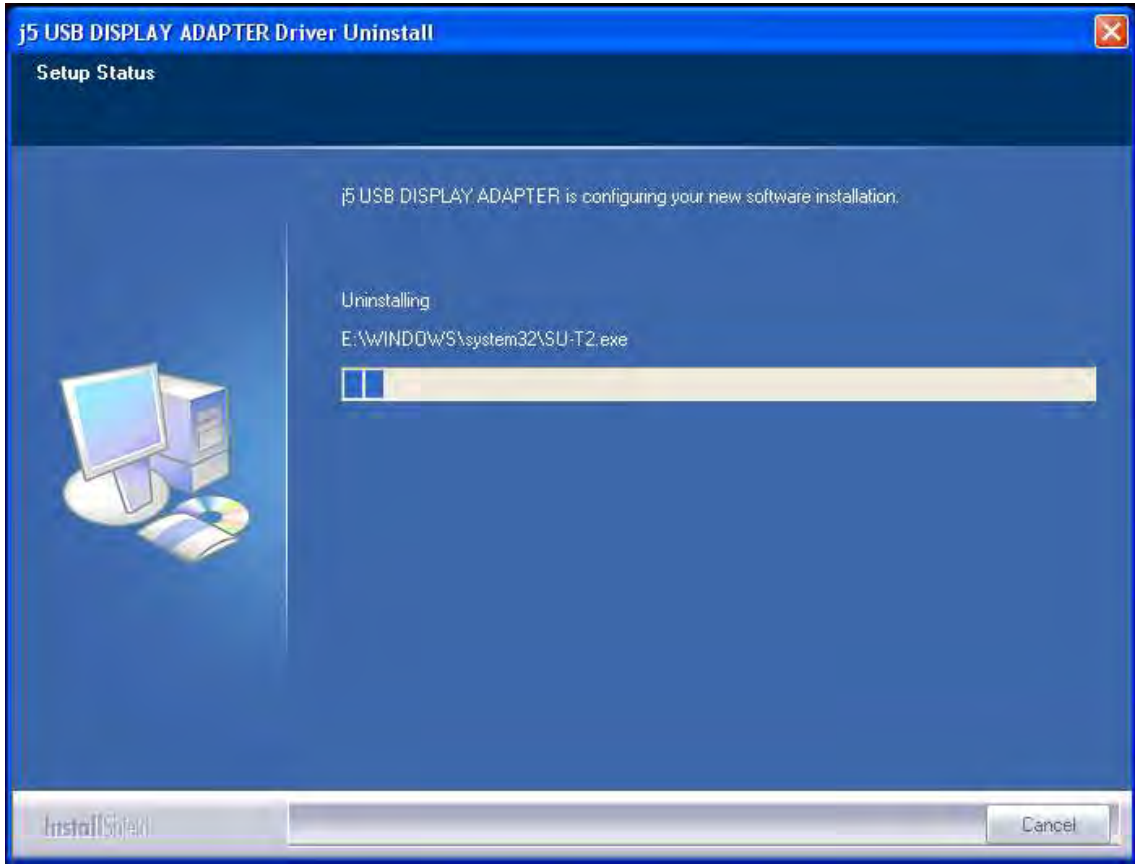 j5 USB DISPLAY ADAPTER Driver Uninstall
Setup Status
j5 USB DISPLAY ADAPTER is configuring your new software installation.
Uninstalling
E:\WINDOWS\system32\SU-T2.exe
InstallShield
Cancel